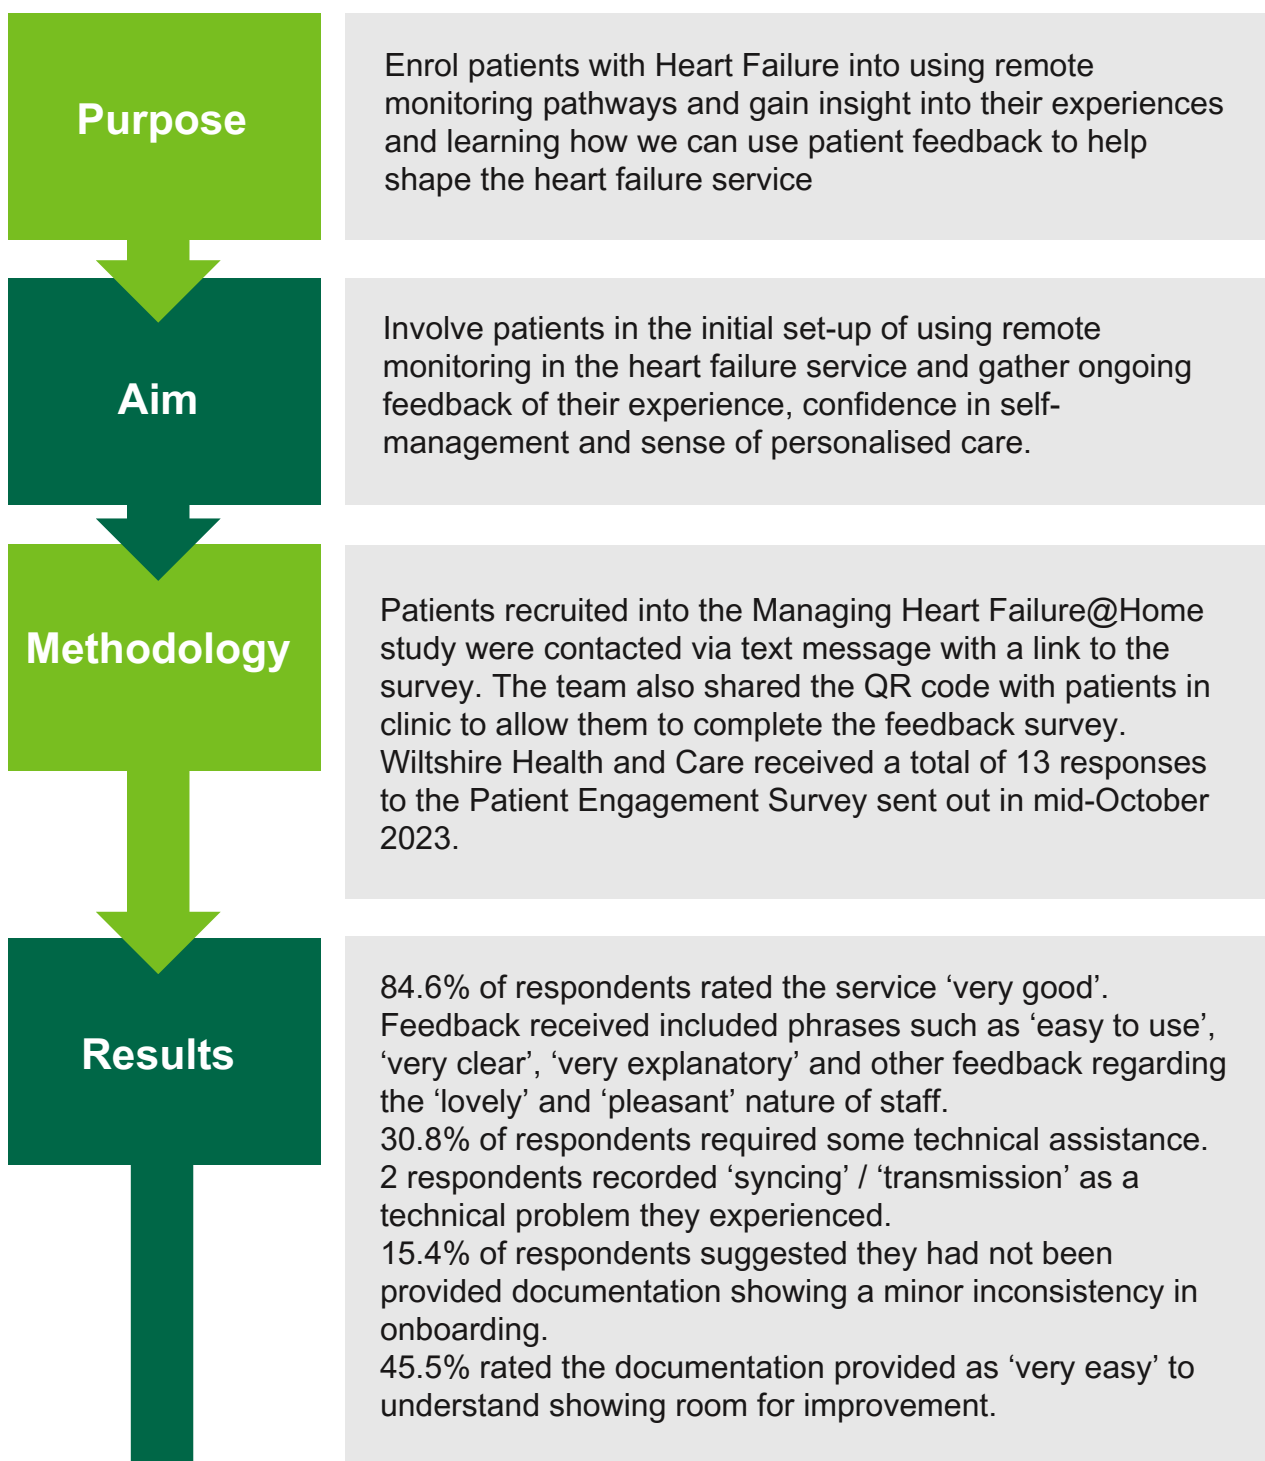 Purpose
Enrol patients with Heart Failure into using remote
monitoring pathways and gain insight into their experiences
and learning how we can use patient feedback to help
shape the heart failure service
Aim
Involve patients in the initial set-up of using remote
monitoring in the heart failure service and gather ongoing
feedback of their experience, confidence in self-
management and sense of personalised care.
Methodology
Patients recruited into the Managing Heart Failure@Home
study were contacted via text message with a link to the
survey. The team also shared the QR code with patients in
clinic to allow them to complete the feedback survey.
Wiltshire Health and Care received a total of 13 responses
to the Patient Engagement Survey sent out in mid-October
2023.
Results
84.6% of respondents rated the service ‘very good’.
Feedback received included phrases such as ‘easy to use’,
‘very clear’, ‘very explanatory’ and other feedback regarding
the ‘lovely’ and ‘pleasant’ nature of staff.
30.8% of respondents required some technical assistance.
2 respondents recorded ‘syncing’ / ‘transmission’ as a
technical problem they experienced.
15.4% of respondents suggested they had not been
provided documentation showing a minor inconsistency in
onboarding.
45.5% rated the documentation provided as ‘very easy’ to
understand showing room for improvement.